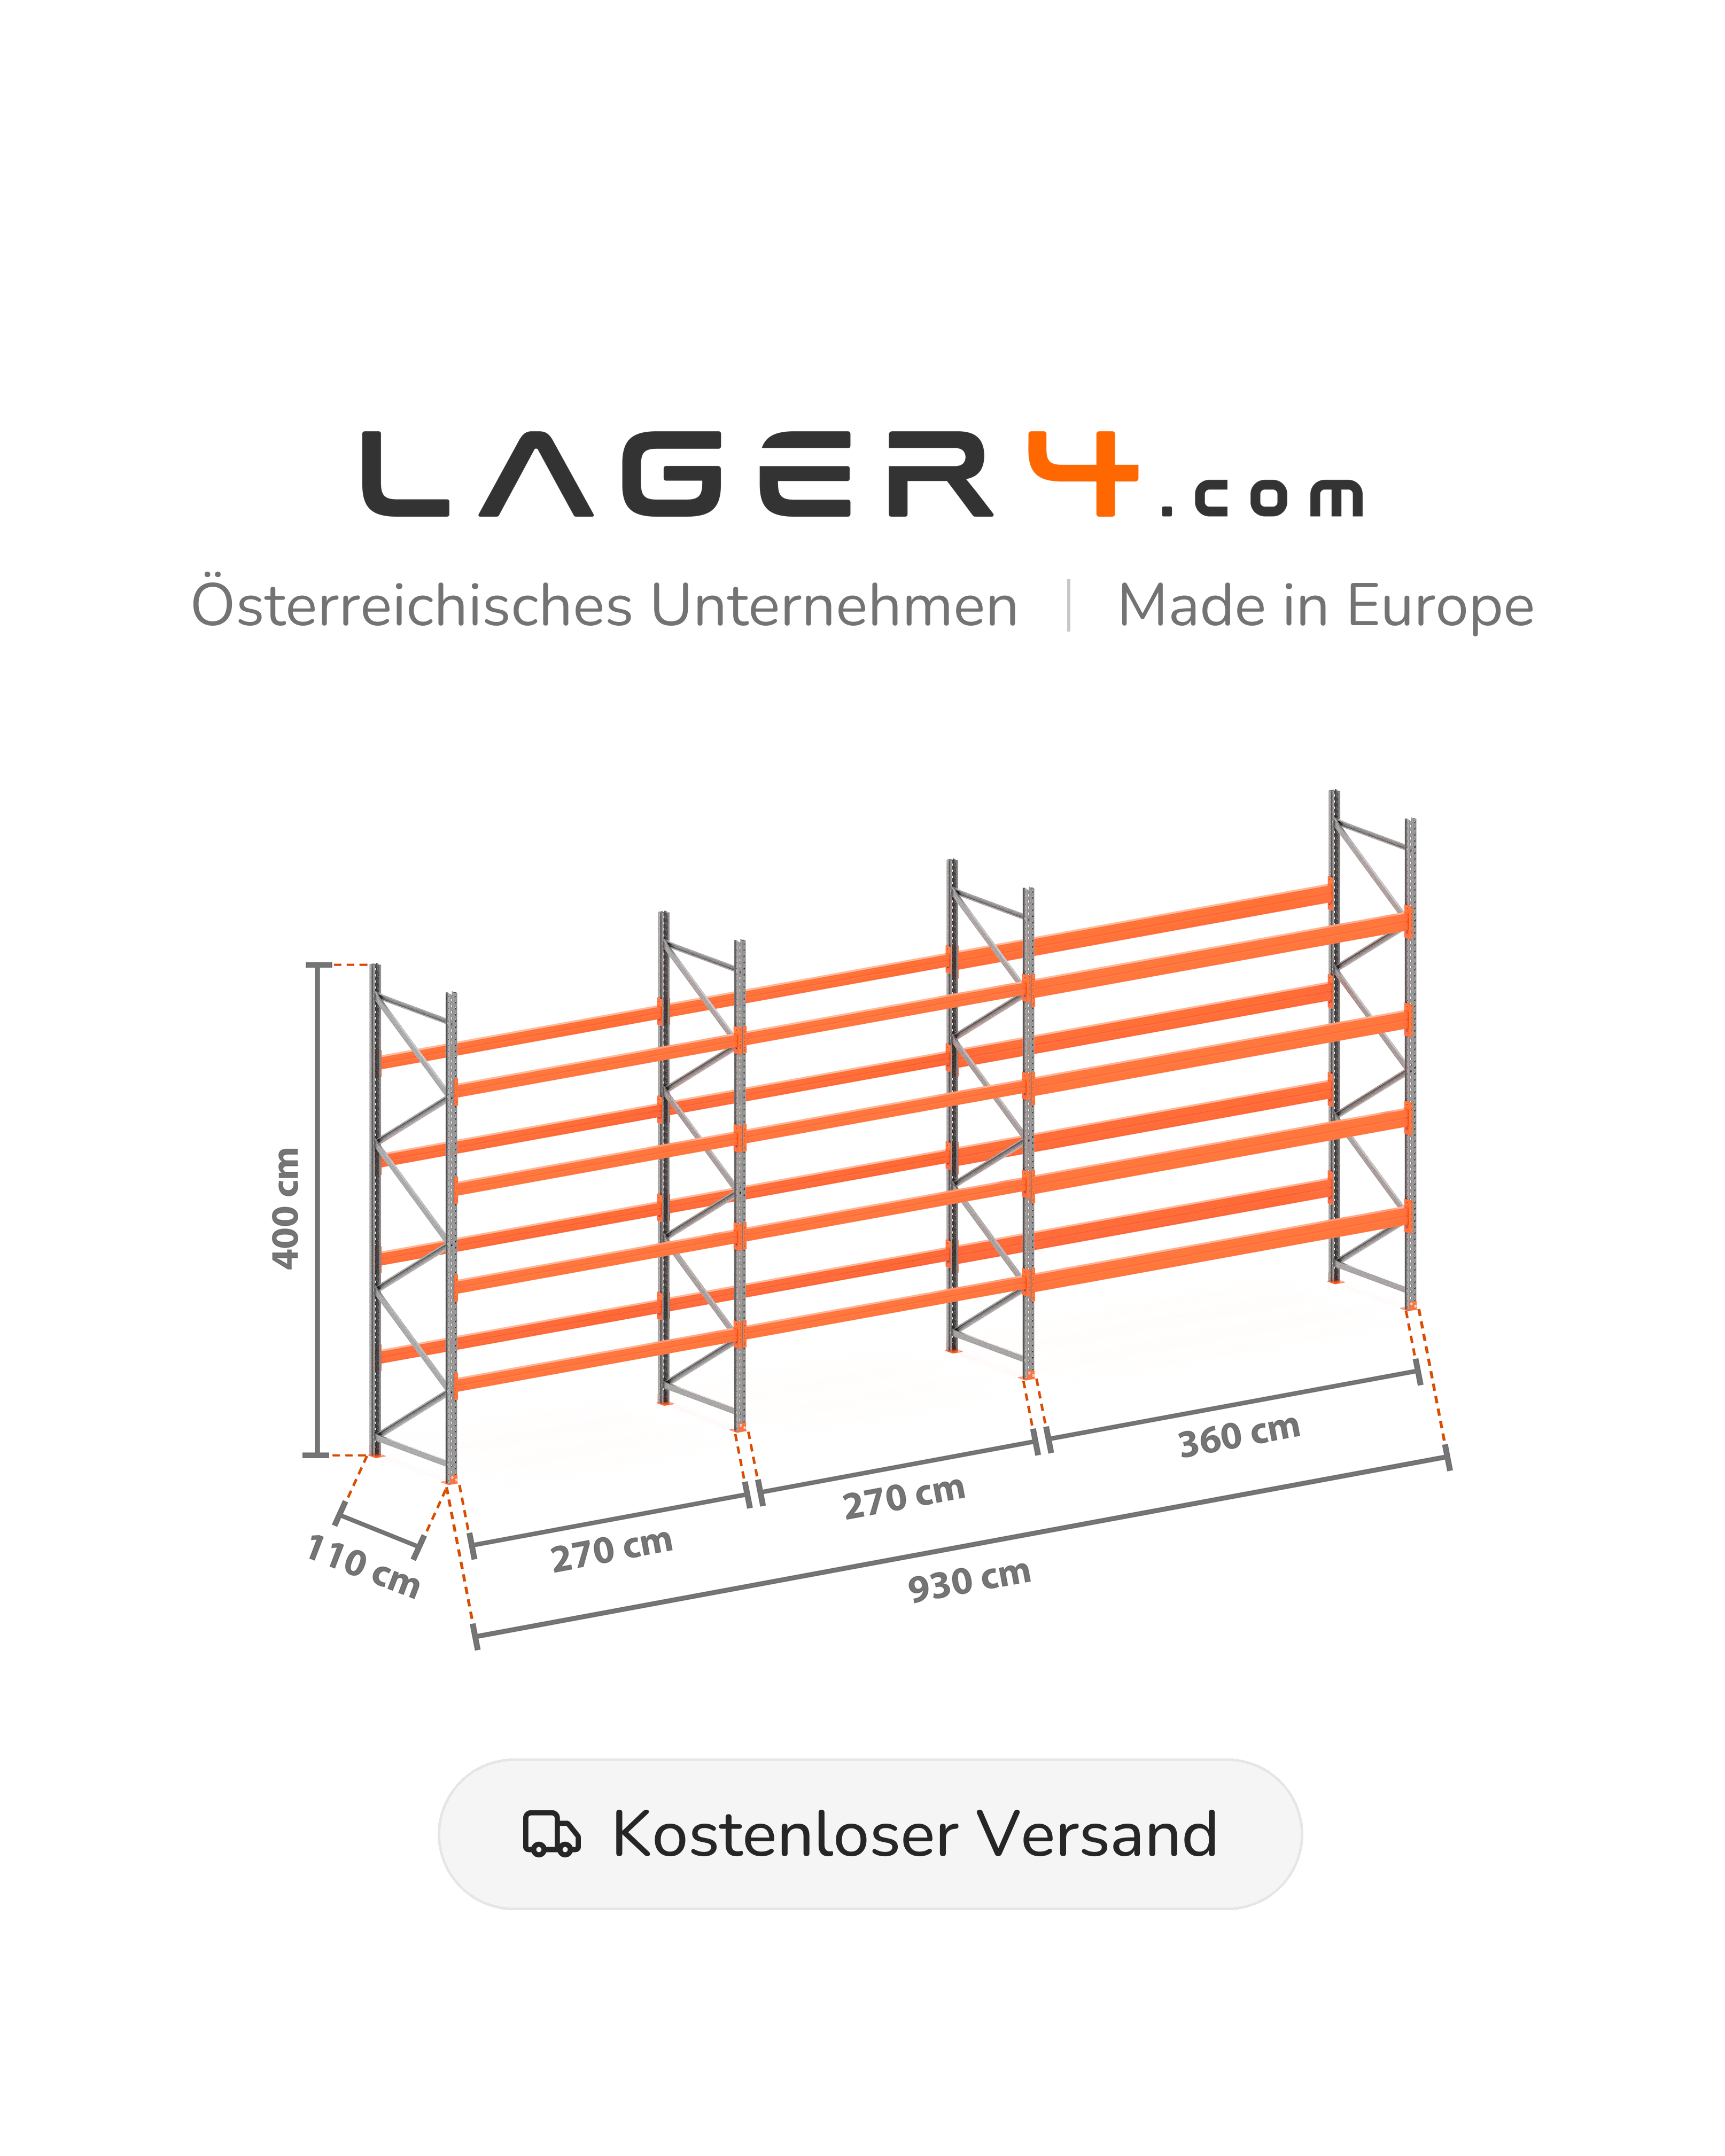 LAGER4.com
Österreichisches Unternehmen | Made in Europe
400 cm
110 cm
270 cm
270 cm
360 cm
930 cm
Kostenloser Versand